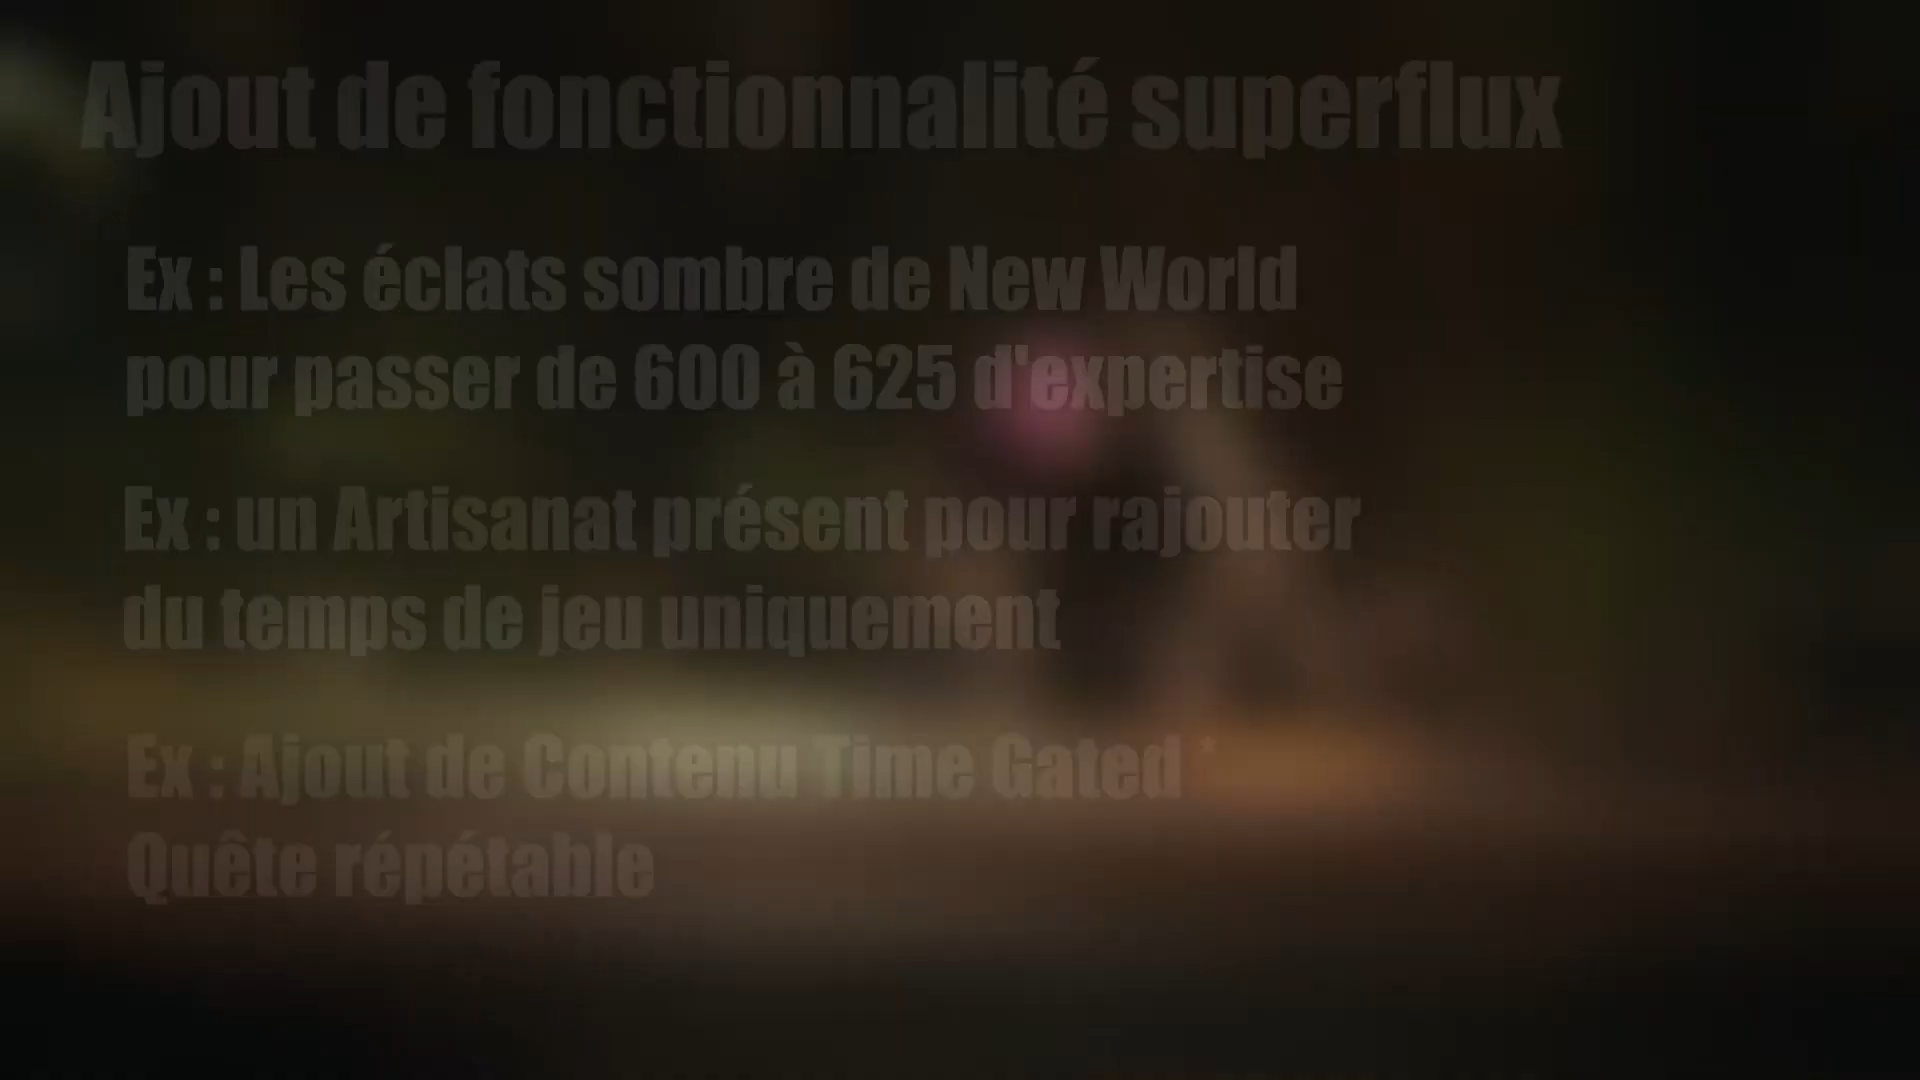 Ajout de fonctionnalité superflux
Ex : Les éclats sombre de New World
pour passer de 600 à 625 d'expertise
Ex : un Artisanat présent pour rajouter
du temps de jeu uniquement
Ex : Ajout de Contenu Time Gated *
Quête répétable